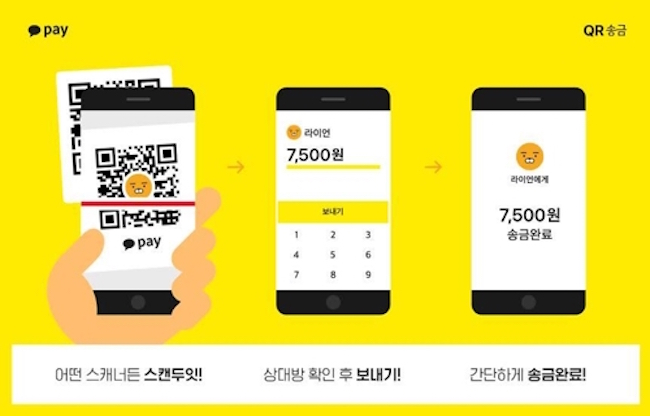 pay
QR송금
pay
라이언
7,500원
보내기
1 2 3
4 5 6
7 8 9
라이언에게
7,500원
송금완료
어떤 스캐너든 스캔두잇!
상대방 확인 후 보내기!
간단하게 송금완료!